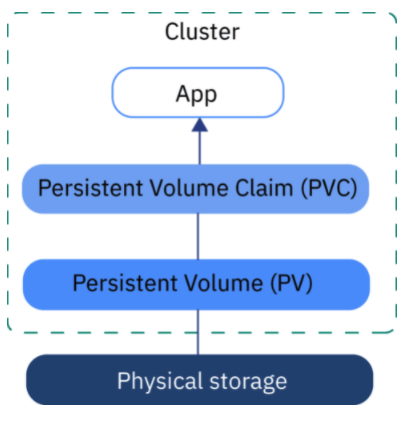 Cluster
App
Persistent Volume Claim (PVC)
Persistent Volume (PV)
Physical storage